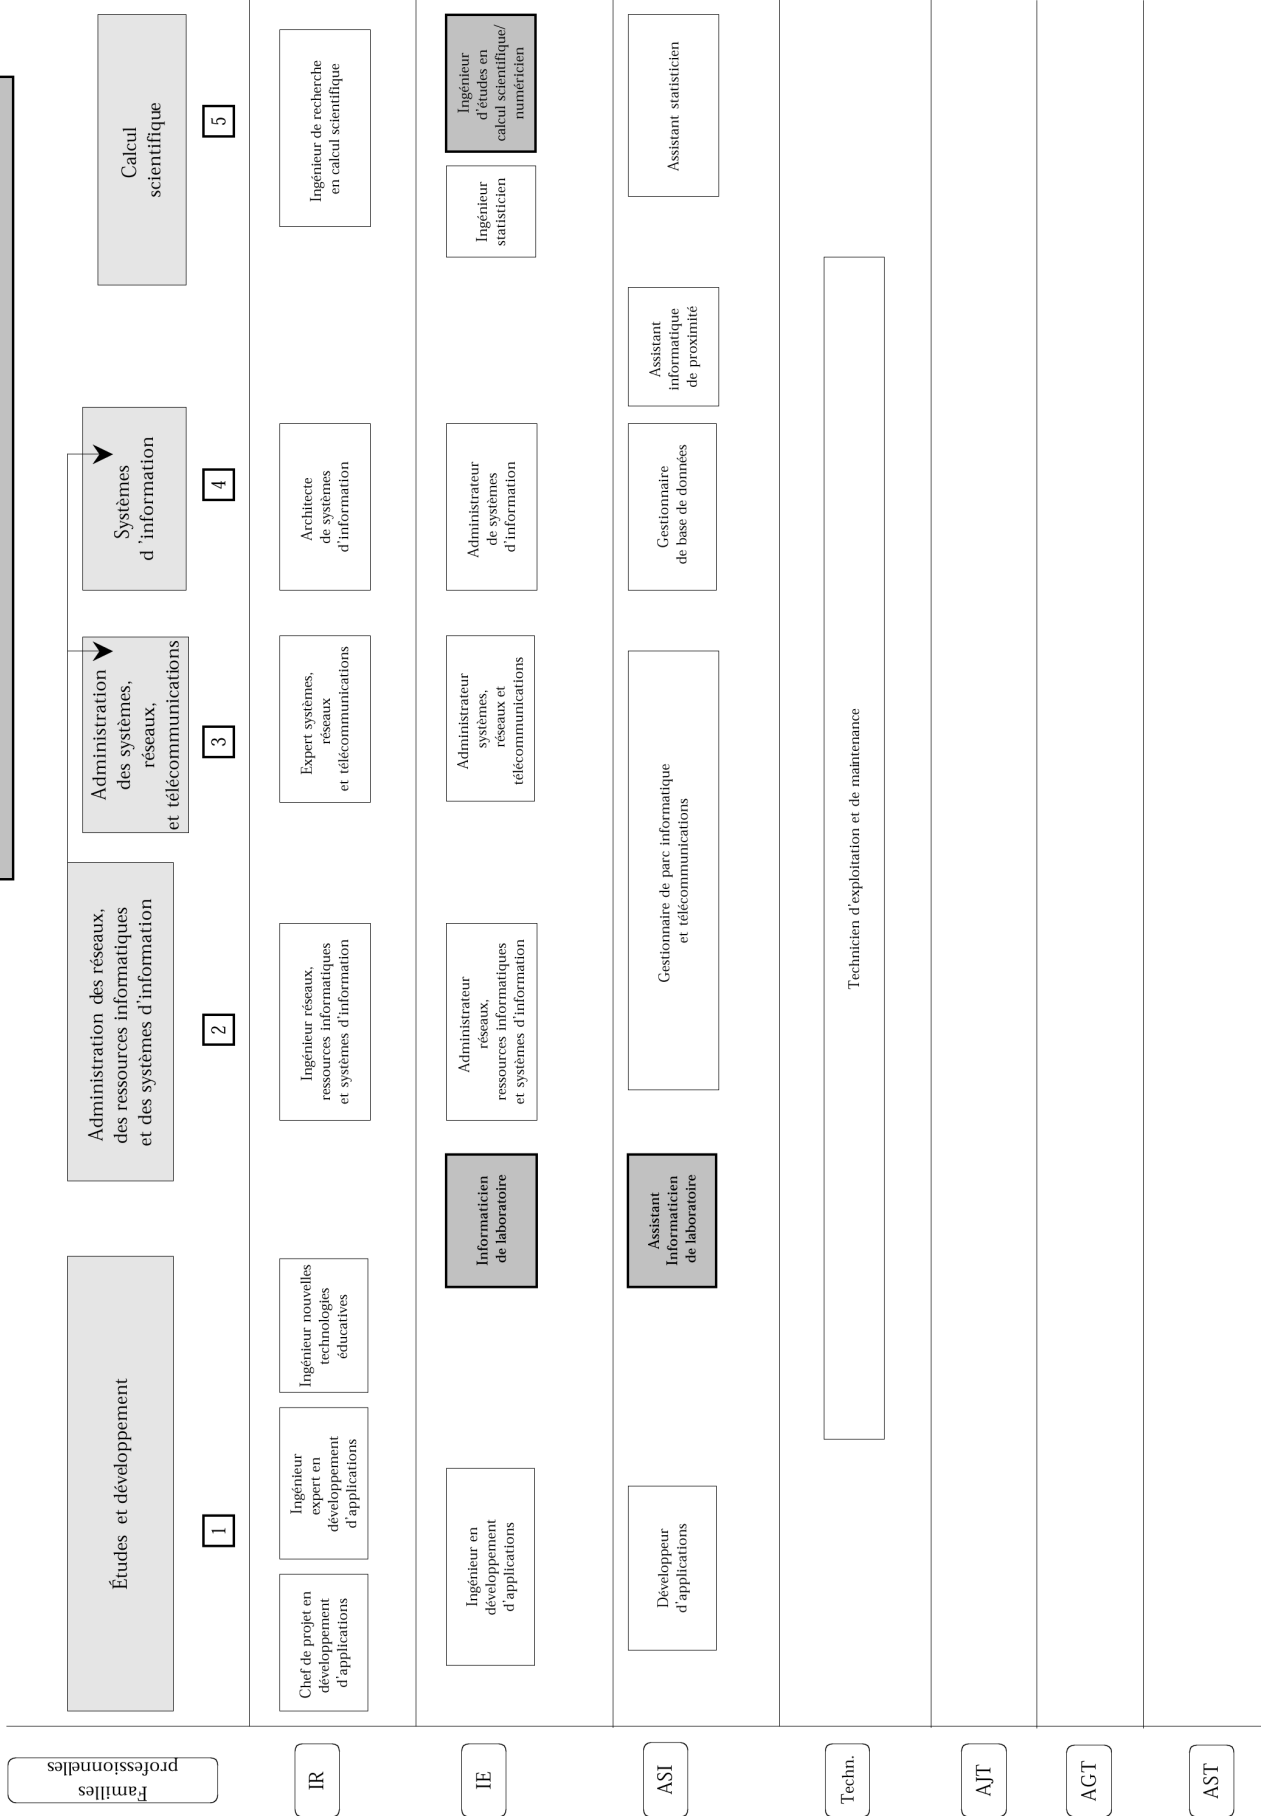 Familles
professionnelles
Études et développement
Administration des réseaux,
des ressources informatiques
et des systèmes d'information
Administration
des systèmes,
réseaux,
et télécommunications
Systèmes
d 'information
Calcul
scientifique
1
2
3
4
5
IR
Chef de projet en
développement
d'applications
Ingénieur
expert en
développement
d'applications
Ingénieur nouvelles
technologies
éducatives
Ingénieur réseaux,
ressources informatiques
et systèmes d'information
Expert systèmes,
réseaux
et télécommunications
Architecte
de systèmes
d'information
Ingénieur de recherche
en calcul scientifique
IE
Ingénieur en
développement
d'applications
Informaticien
de laboratoire
Administrateur
réseaux,
ressources informatiques
et systèmes d'information
Administrateur
systèmes,
réseaux et
télécommunications
Administrateur
de systèmes
d'information
Ingénieur
statisticien
Ingénieur
d'études en
calcul scientifique/
numéricien
ASI
Développeur
d'applications
Assistant
Informaticien
de laboratoire
Gestionnaire de parc informatique
et télécommunications
Gestionnaire
de base de données
Assistant
informatique
de proximité
Assistant statisticien
Techn.
Technicien d'exploitation et de maintenance
AJT
AGT
AST